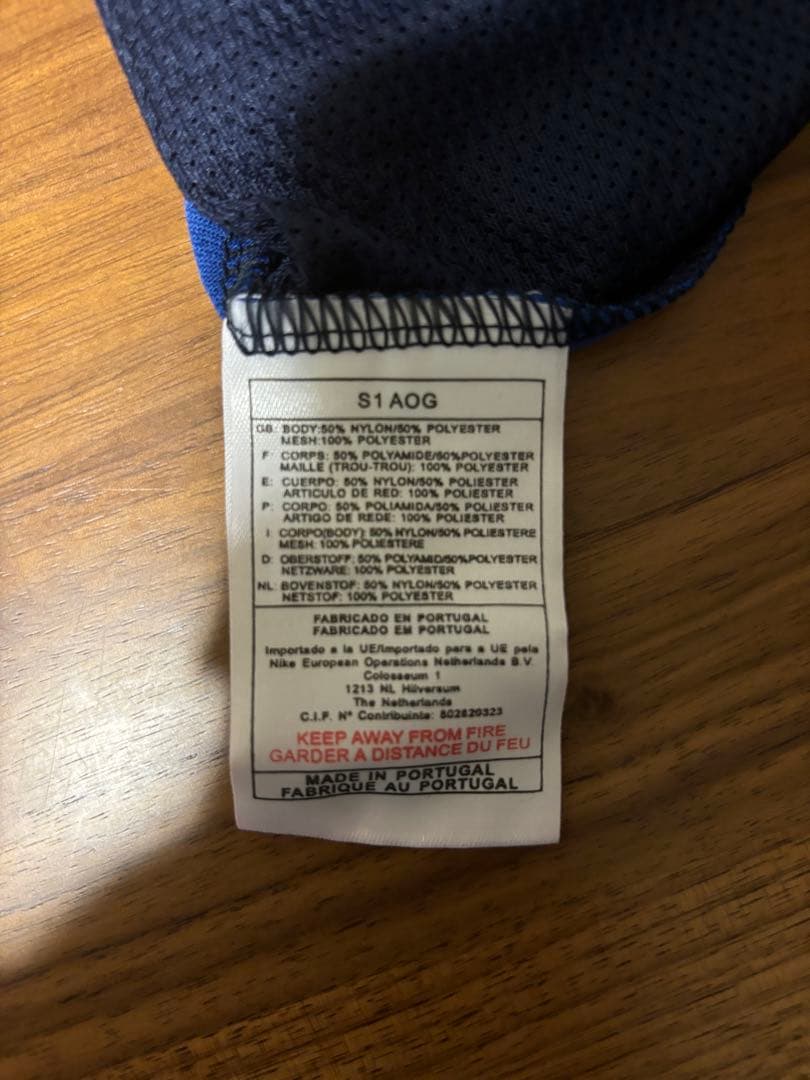 S1 AOG
GB: BODY:50% NYLON/50% POLYESTER
MESH:100% POLYESTER
F: CORPS: 50% POLYAMIDE/50%POLYESTER
MAILLE (TROU-TROU): 100% POLYESTER
E: CUERPO: 50% NYLON/50% POLIESTER
ARTICULO DE RED: 100% POLIESTER
P: CORPO: 50% POLIAMIDA/50% POLIESTER
ARTIGO DE REDE: 100% POLIESTER
I: CORPO(BODY): 50% NYLON/50% POLIESTERE
MESH: 100% POLIESTERE
D: OBERSTOFF: 50% POLYAMID/50%POLYESTER
NETZWARE: 100% POLYESTER
NL: BOVENSTOF: 50% NYLON/50% POLYESTER
NETSTOF: 100% POLYESTER
FABRICADO EN PORTUGAL
FABRICADO EM PORTUGAL
Importado a la UE/Importado para a UE pela
Nike European Operations Netherlands B.V.
Colosseum 1
1213 NL Hilversum
The Netherlands
C.I.F. Nº Contribuinte: 802820323
KEEP AWAY FROM FIRE
GARDER A DISTANCE DU FEU
MADE IN PORTUGAL
FABRIQUE AU PORTUGAL